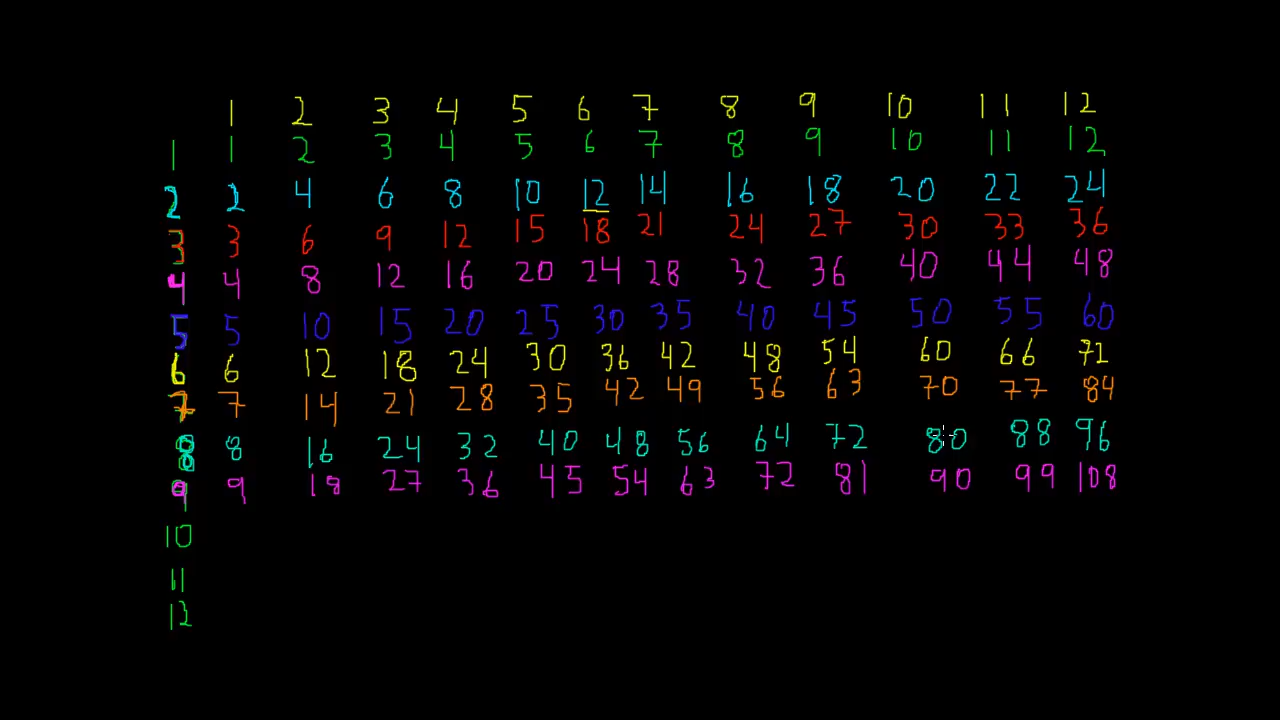 1 2 3 4 5 6 7 8 9 10 11 12
1 1 2 3 4 5 6 7 8 9 10 11 12
2 2 4 6 8 10 12 14 16 18 20 22 24
3 3 6 9 12 15 18 21 24 27 30 33 36
4 4 8 12 16 20 24 28 32 36 40 44 48
5 5 10 15 20 25 30 35 40 45 50 55 60
6 6 12 18 24 30 36 42 48 54 60 66 72
7 7 14 21 28 35 42 49 56 63 70 77 84
8 8 16 24 32 40 48 56 64 72 80 88 96
9 9 18 27 36 45 54 63 72 81 90 99 108
10
11
12